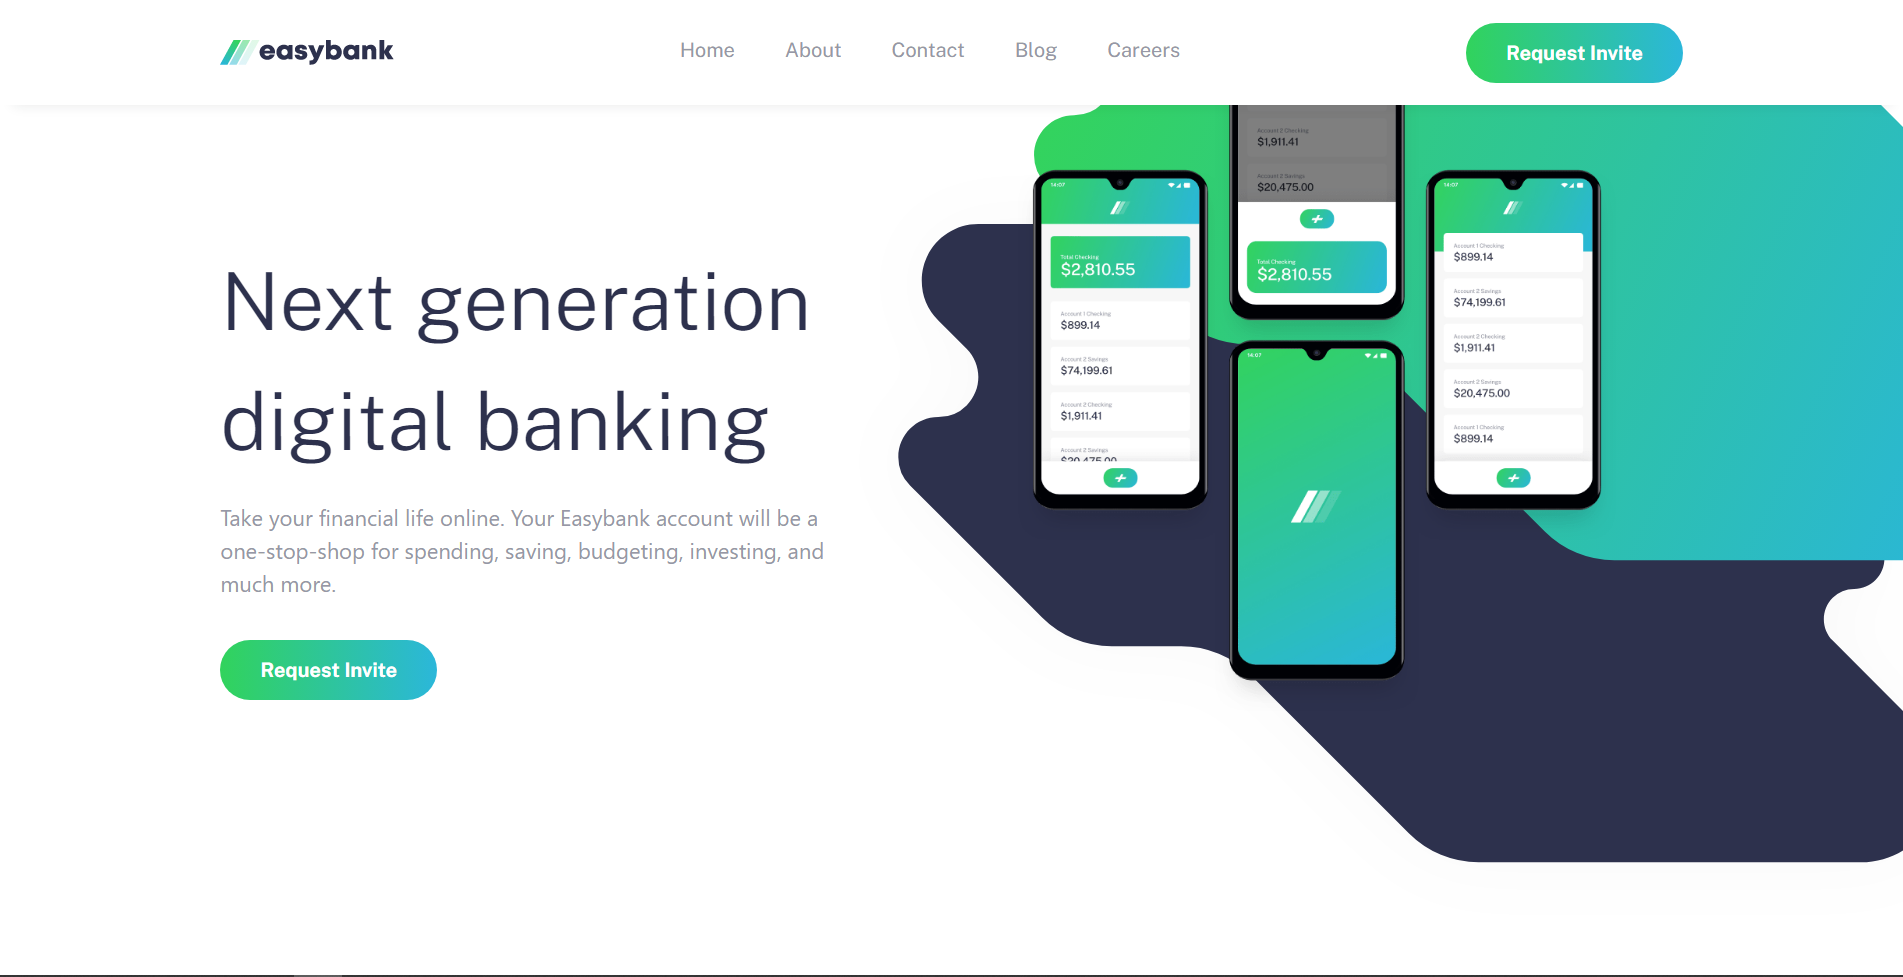 easybank
Home
About
Contact
Blog
Careers
Request Invite
Next generation
digital banking
Take your financial life online. Your Easybank account will be a
one-stop-shop for spending, saving, budgeting, investing, and
much more.
Request Invite
14:07
Total Checking
$2,810.55
Account 1 Checking
$899.14
Account 2 Savings
$74,199.61
Account 2 Checking
$1,911.41
Account 2 Savings
$20,475.00
Account 2 Checking
$1,911.41
Account 2 Savings
$20,475.00
Total Checking
$2,810.55
14:07
14:07
Account 1 Checking
$899.14
Account 2 Savings
$74,199.61
Account 2 Checking
$1,911.41
Account 2 Savings
$20,475.00
Account 1 Checking
$899.14